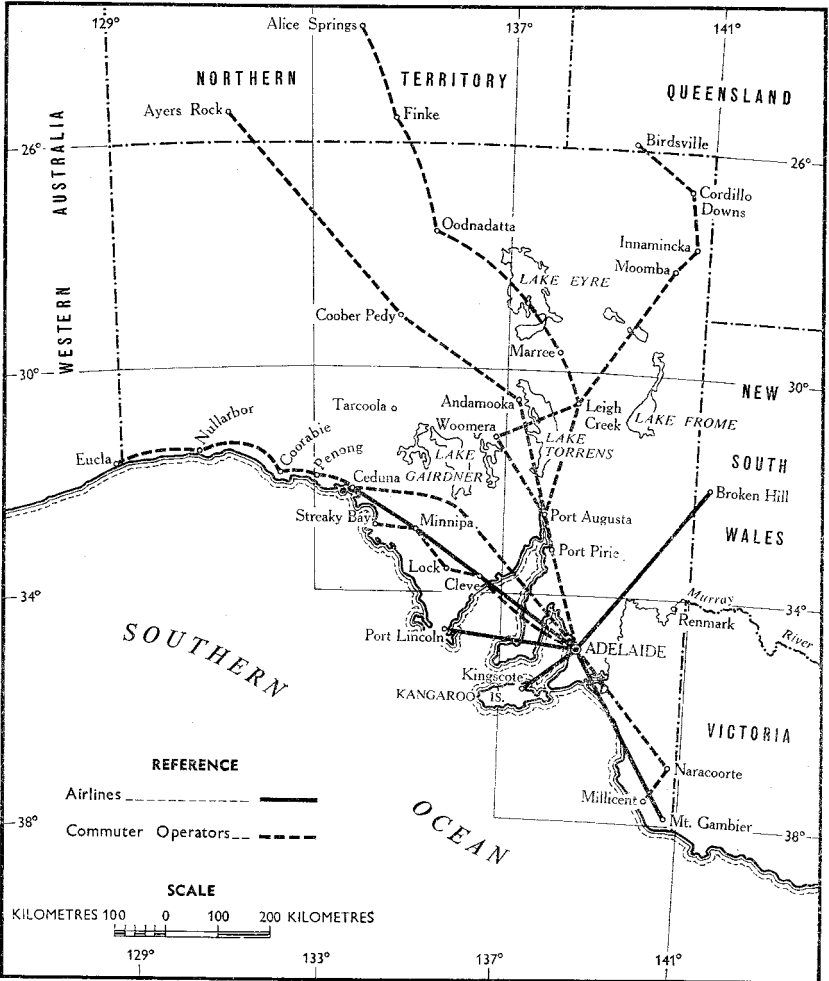 129°
Alice Springs
137°
141°
NORTHERN TERRITORY
QUEENSLAND
Ayers Rock
Finke
WESTERN AUSTRALIA
26°
Birdsville
26°
Cordillo
Downs
Oodnadatta
Innamincka
Moomba
LAKE EYRE
Coober Pedy
Marree
30°
30°
NEW
SOUTH
WALES
Tarcoola
Andamooka
Woomera
Leigh
Creek
LAKE FROME
LAKE
TORRENS
LAKE
GAIRDNER
Nullarbor
Coorabie
Penong
Eucla
Ceduna
Broken Hill
Streaky Bay
Minnipa
Port Augusta
Port Pirie
Lock
Cleve
34°
34°
Murray
River
Renmark
Port Lincoln
ADELAIDE
SOUTHERN
OCEAN
Kingscote
KANGAROO IS.
VICTORIA
REFERENCE
Airlines
Commuter Operators
Naracoorte
Millicent
Mt. Gambier
38°
38°
SCALE
KILOMETRES 100 0 100 200 KILOMETRES
129°
133°
137°
141°